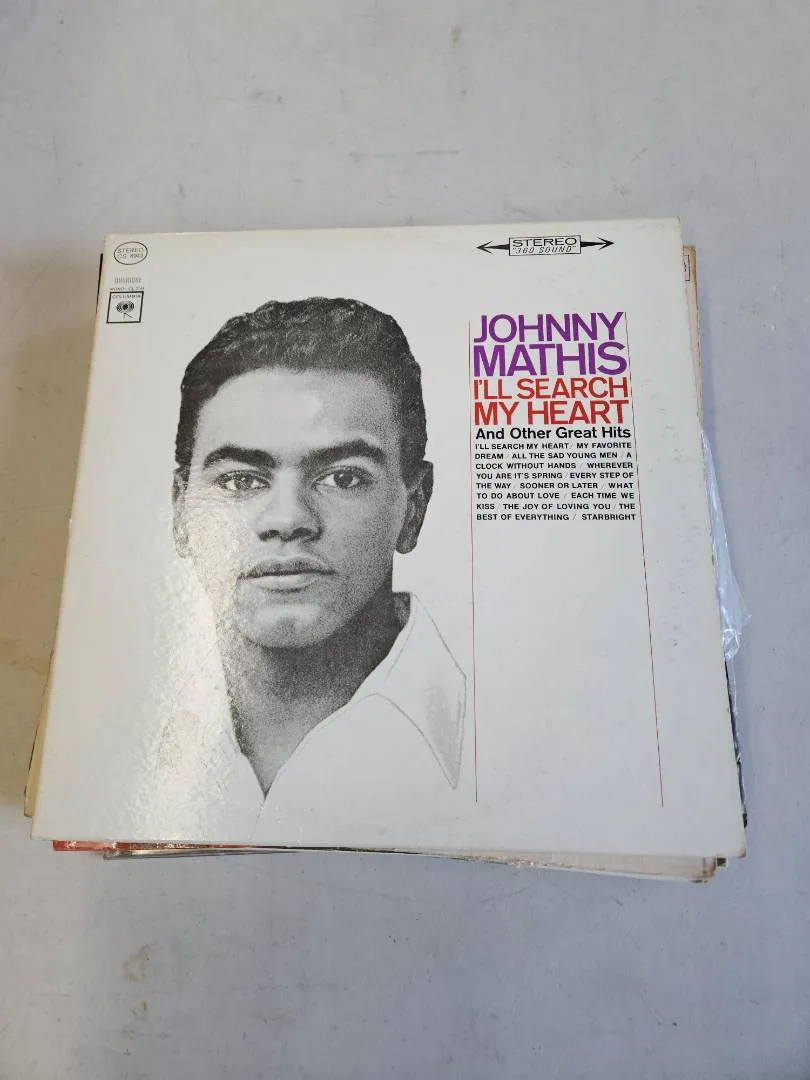 STEREO
CS 8943
COLUMBIA
STEREO
"360 SOUND"
JOHNNY
MATHIS
I'LL SEARCH
MY HEART
And Other Great Hits
I'LL SEARCH MY HEART / MY FAVORITE
DREAM / ALL THE SAD YOUNG MEN / A
CLOCK WITHOUT HANDS / WHEREVER
YOU ARE IT'S SPRING / EVERY STEP OF
THE WAY / SOONER OR LATER / WHAT
TO DO ABOUT LOVE / EACH TIME WE
KISS / THE JOY OF LOVING YOU / THE
BEST OF EVERYTHING / STARBRIGHT